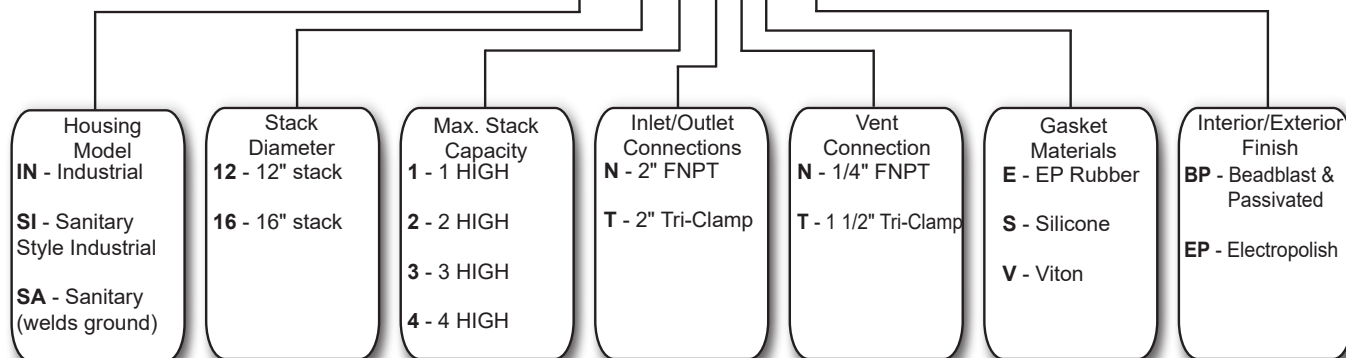 Housing
Model
IN - Industrial
SI - Sanitary
Style Industrial
SA - Sanitary
(welds ground)
Stack
Diameter
12 - 12" stack
16 - 16" stack
Max. Stack
Capacity
1 - 1 HIGH
2 - 2 HIGH
3 - 3 HIGH
4 - 4 HIGH
Inlet/Outlet
Connections
N - 2" FNPT
T - 2" Tri-Clamp
Vent
Connection
N - 1/4" FNPT
T - 1 1/2" Tri-Clamp
Gasket
Materials
E - EP Rubber
S - Silicone
V - Viton
Interior/Exterior
Finish
BP - Beadblast &
Passivated
EP - Electropolish